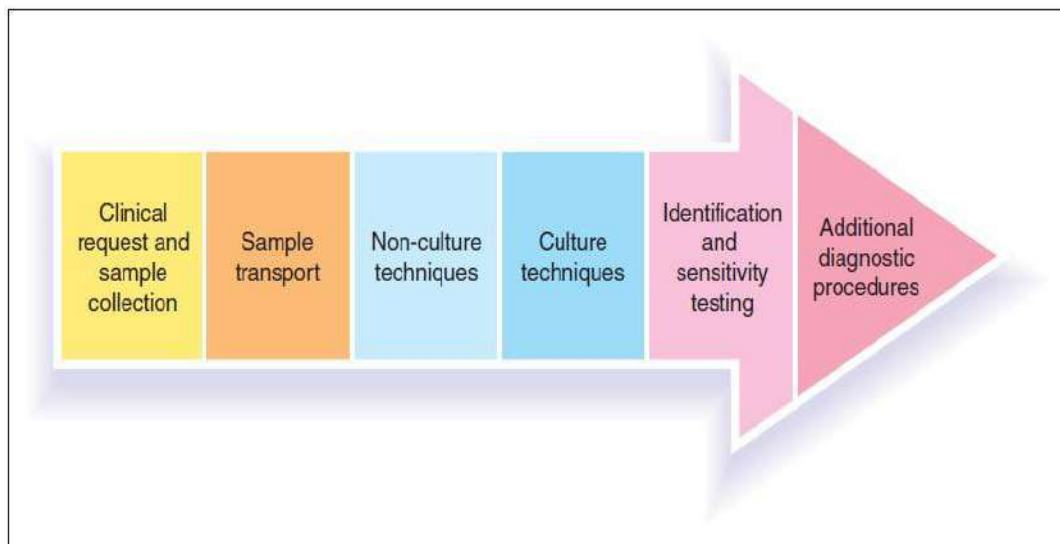 Clinical
request and
sample
collection
Sample
transport
Non-culture
techniques
Culture
techniques
Identification
and
sensitivity
testing
Additional
diagnostic
procedures